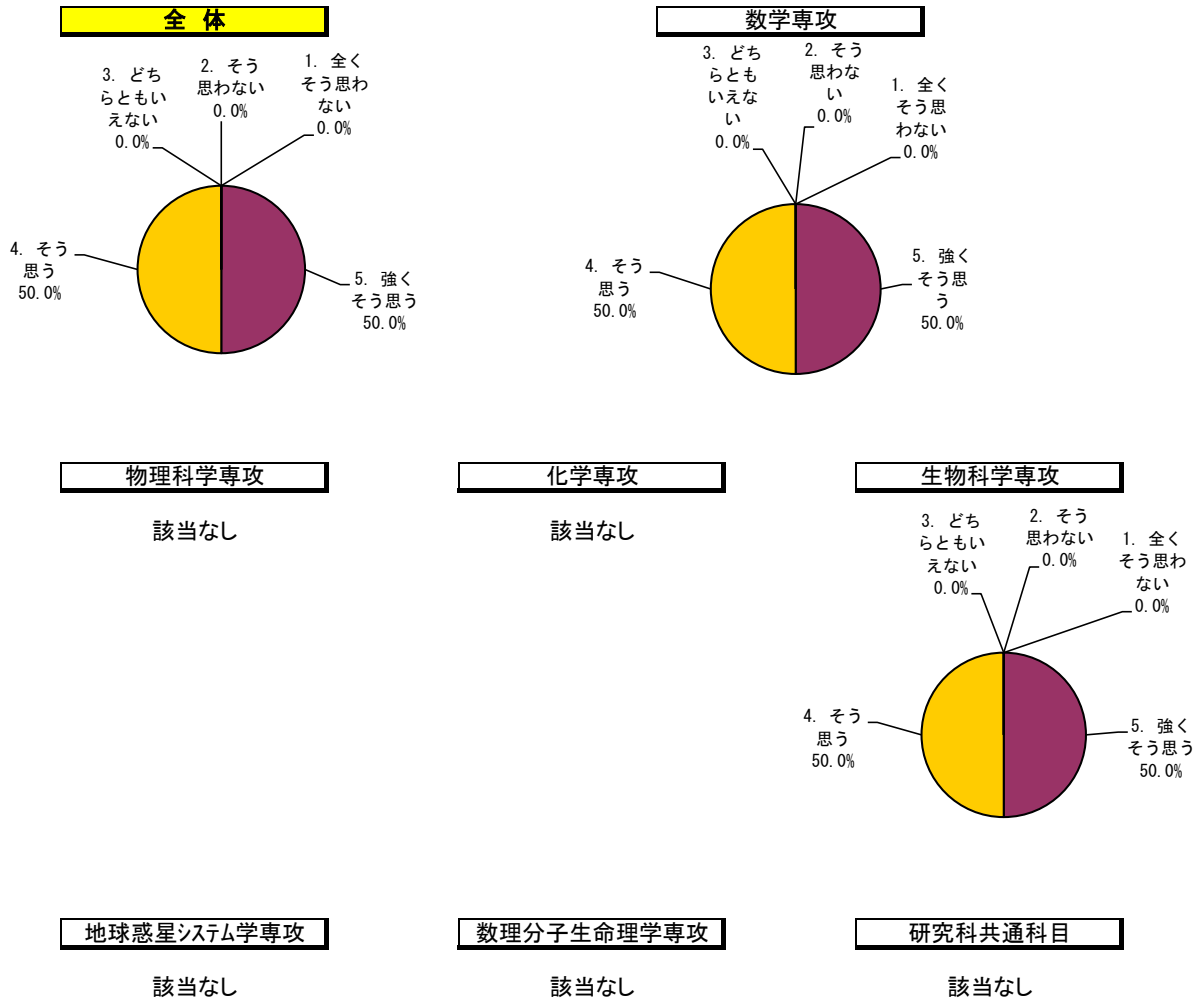 全 体
3. どち
らともい
えない
0.0%
2. そう
思わない
0.0%
1. 全く
そう思わ
ない
0.0%
4. そう
思う
50.0%
5. 強く
そう思う
50.0%
数学専攻
3. どち
らとも
いえな
い
0.0%
2. そう
思わな
い
0.0%
1. 全く
そう思
わない
0.0%
4. そう
思う
50.0%
5. 強く
そう思
う
50.0%
物理科学専攻
該当なし
化学専攻
該当なし
生物科学専攻
3. どち
らともい
えない
0.0%
2. そう
思わない
0.0%
1. 全く
そう思わ
ない
0.0%
4. そう
思う
50.0%
5. 強く
そう思う
50.0%
地球惑星ｼｽﾃﾑ学専攻
該当なし
数理分子生命理学専攻
該当なし
研究科共通科目
該当なし